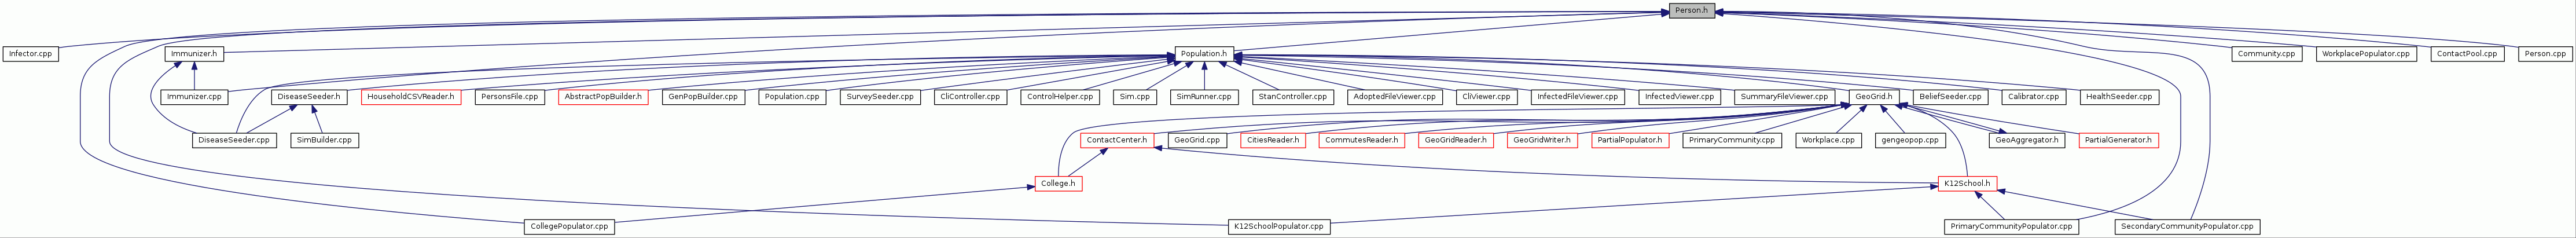 Person.h
Infector.cpp
Immunizer.h
Population.h
Community.cpp
WorkplacePopulator.cpp
ContactPool.cpp
Person.cpp
Immunizer.cpp
DiseaseSeeder.h
HouseholdCSVReader.h
PersonsFile.cpp
AbstractPopBuilder.h
GenPopBuilder.cpp
Population.cpp
SurveySeeder.cpp
CliController.cpp
ControlHelper.cpp
Sim.cpp
SimRunner.cpp
StanController.cpp
AdoptedFileViewer.cpp
CliViewer.cpp
InfectedFileViewer.cpp
InfectedViewer.cpp
SummaryFileViewer.cpp
GeoGrid.h
BeliefSeeder.cpp
Calibrator.cpp
HealthSeeder.cpp
DiseaseSeeder.cpp
SimBuilder.cpp
ContactCenter.h
GeoGrid.cpp
CitiesReader.h
CommutesReader.h
GeoGridReader.h
GeoGridWriter.h
PartialPopulator.h
PrimaryCommunity.cpp
Workplace.cpp
gengeopop.cpp
GeoAggregator.h
PartialGenerator.h
College.h
K12School.h
CollegePopulator.cpp
K12SchoolPopulator.cpp
PrimaryCommunityPopulator.cpp
SecondaryCommunityPopulator.cpp